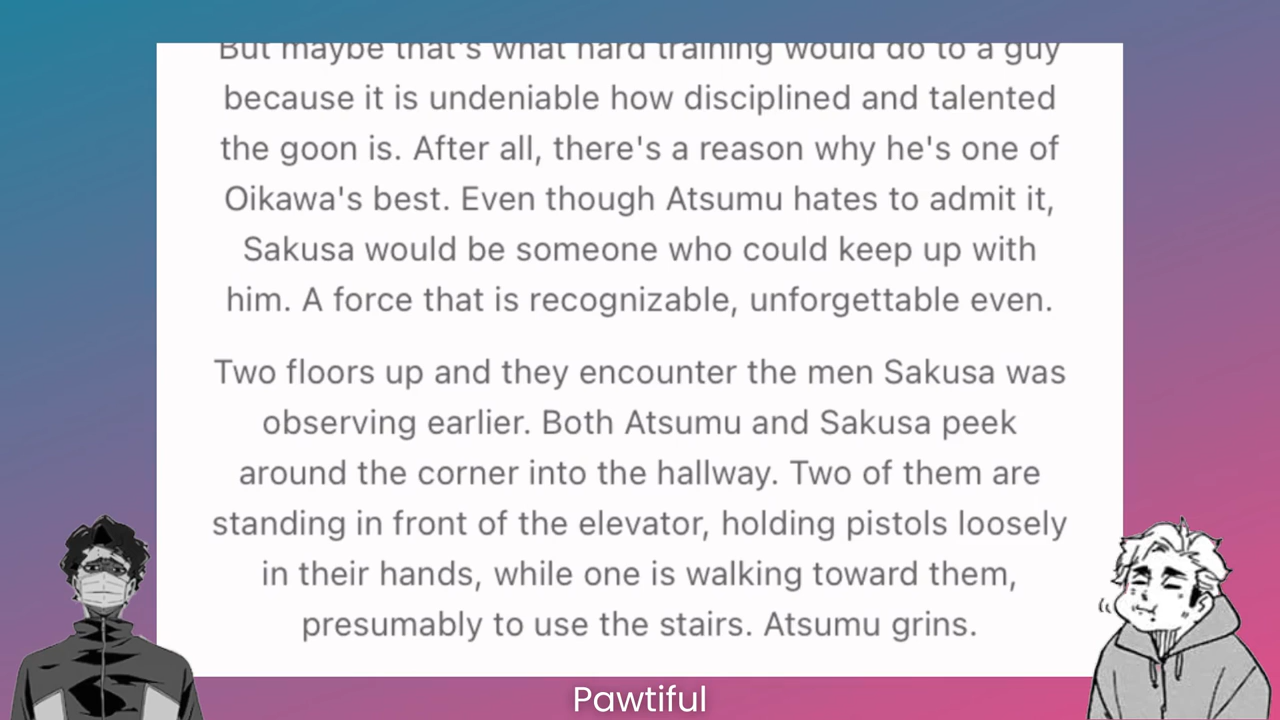 But maybe that's what hard training would do to a guy
because it is undeniable how disciplined and talented
the goon is. After all, there's a reason why he's one of
Oikawa's best. Even though Atsumu hates to admit it,
Sakusa would be someone who could keep up with
him. A force that is recognizable, unforgettable even.
Two floors up and they encounter the men Sakusa was
observing earlier. Both Atsumu and Sakusa peek
around the corner into the hallway. Two of them are
standing in front of the elevator, holding pistols loosely
in their hands, while one is walking toward them,
presumably to use the stairs. Atsumu grins.
Pawtiful